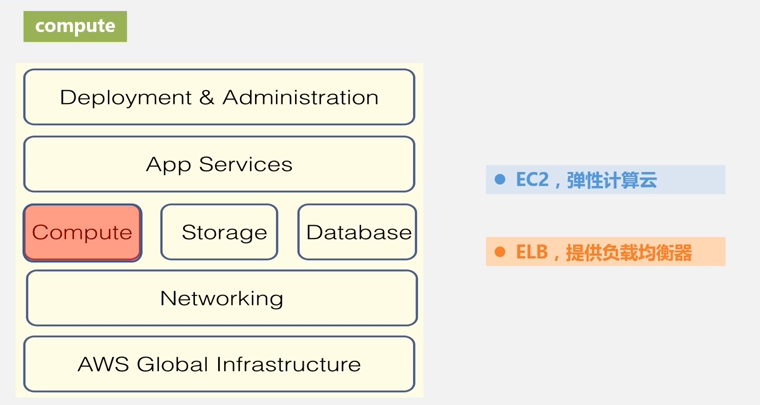 compute
Deployment & Administration
App Services
Compute
Storage
Database
Networking
AWS Global Infrastructure
● EC2，弹性计算云
● ELB，提供负载均衡器